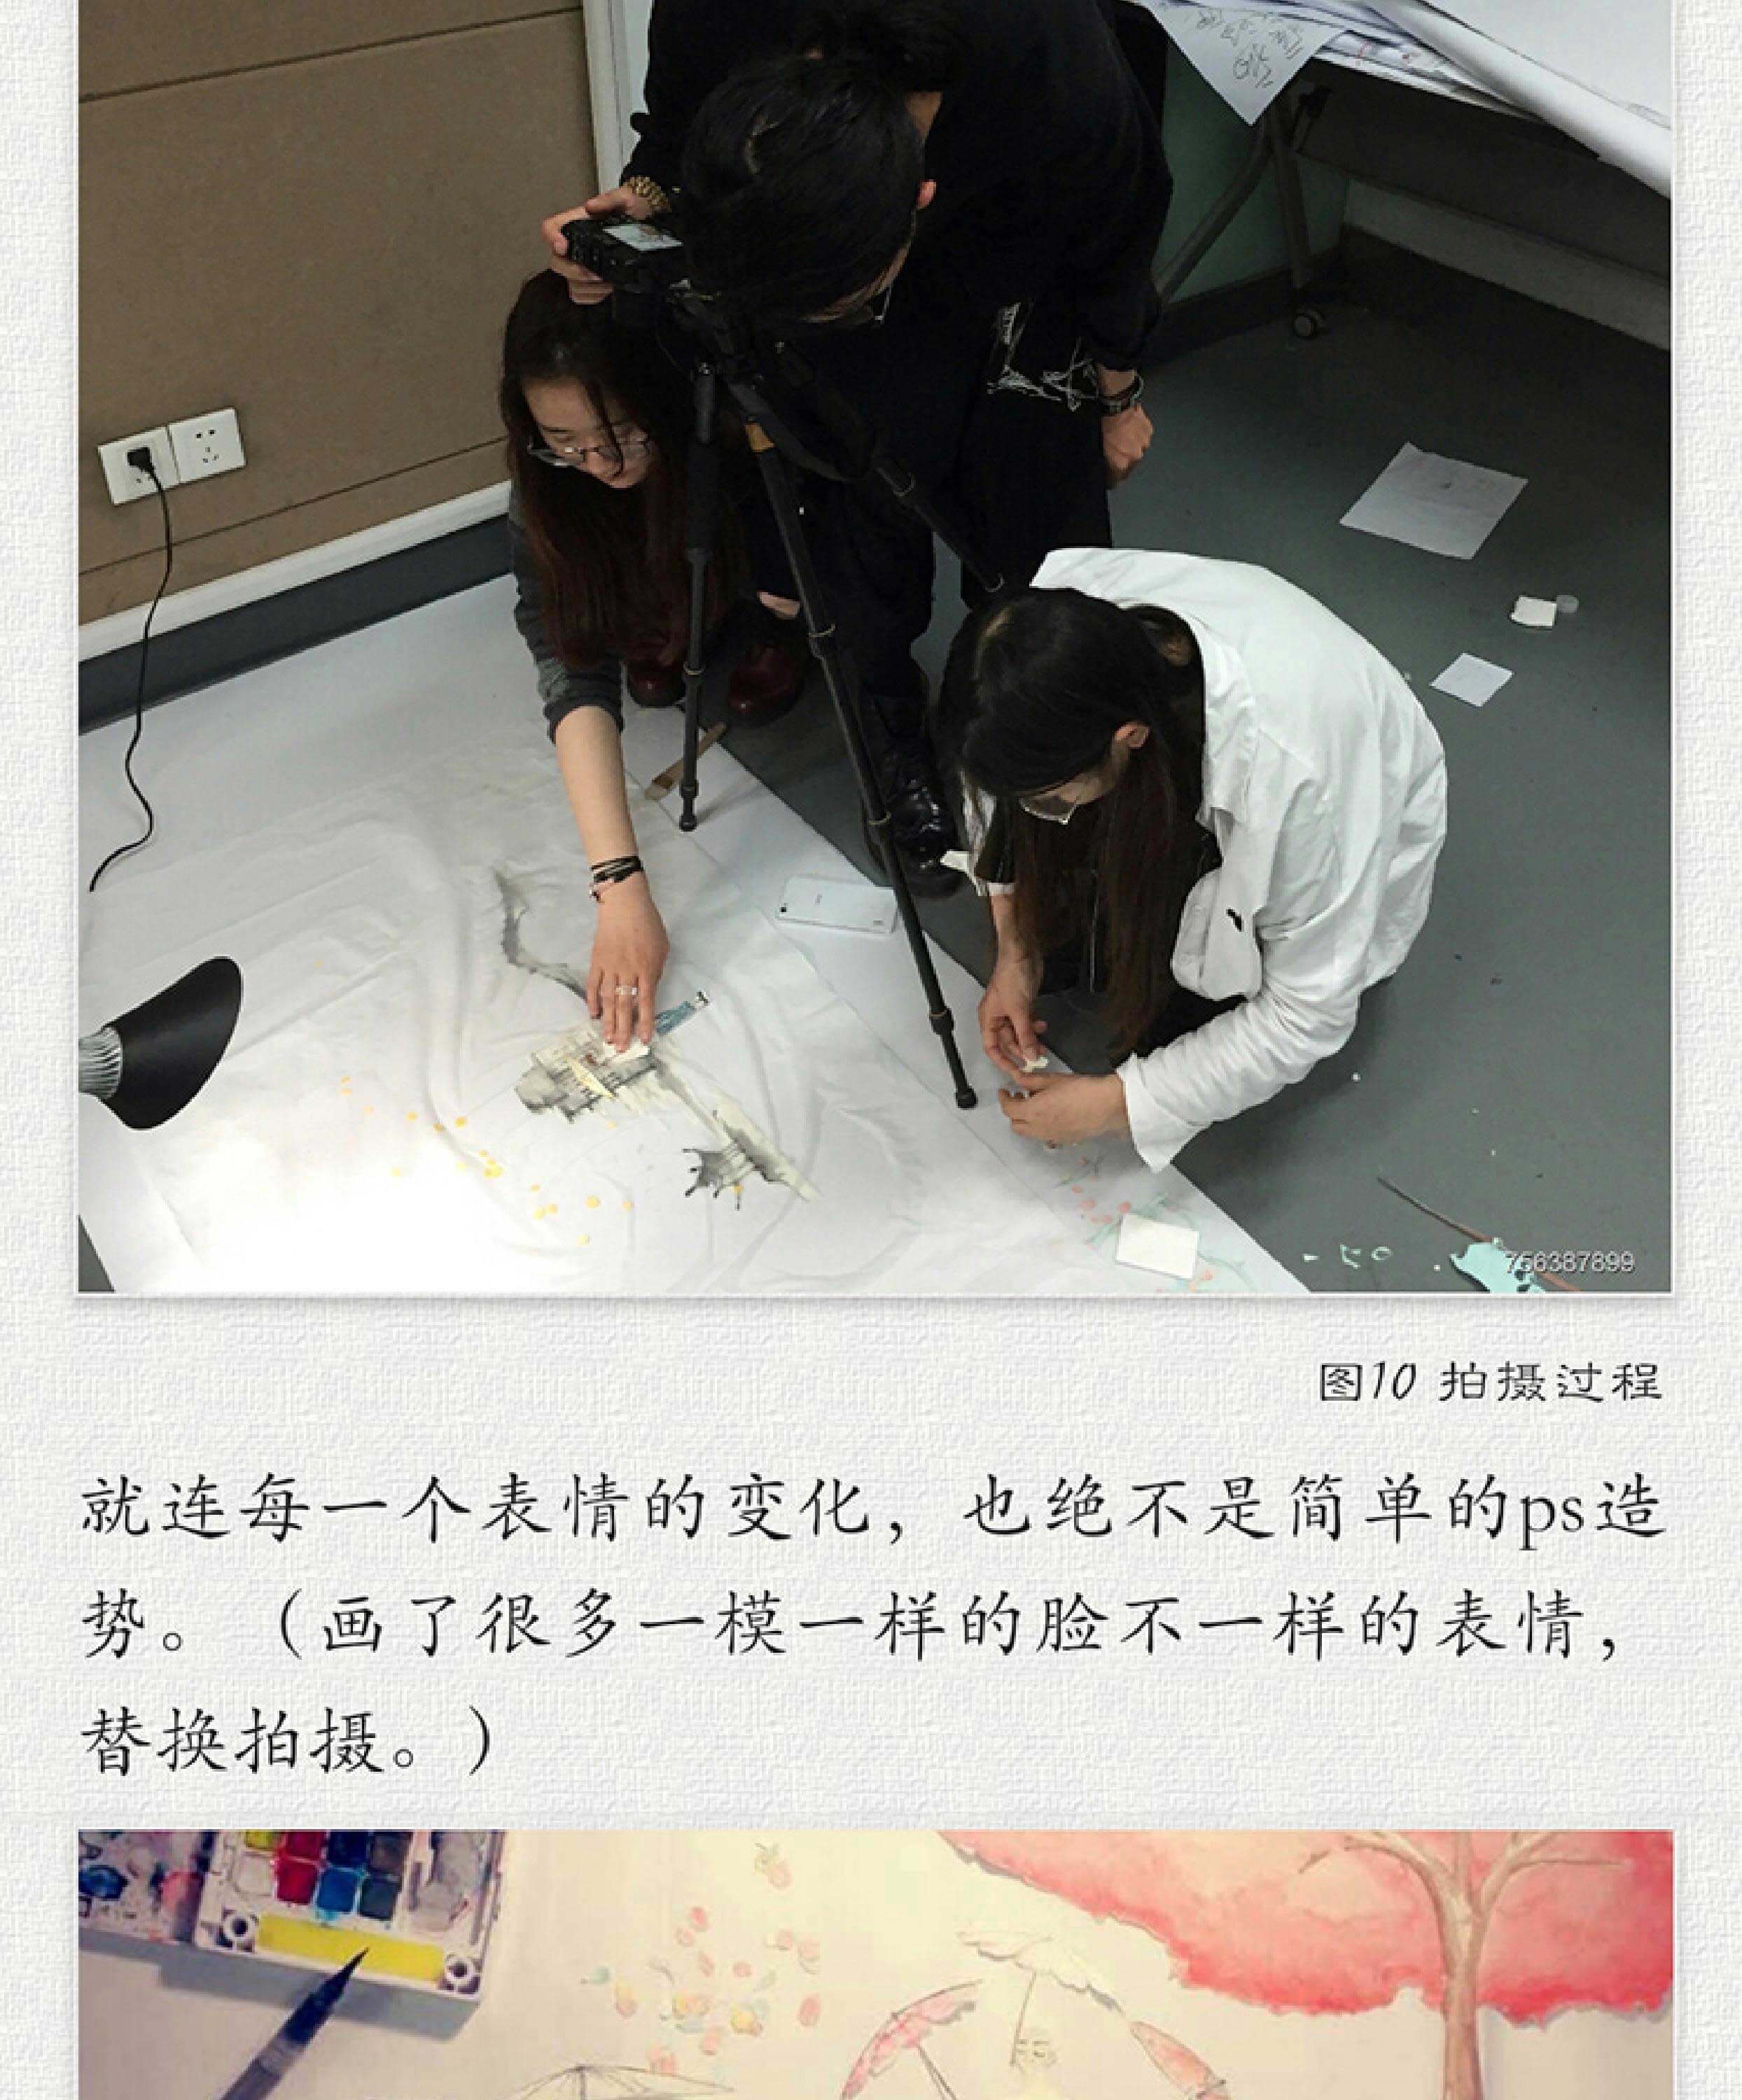 756387899
图10 拍摄过程
就连每一个表情的变化，也绝不是简单的ps造
势。（画了很多一模一样的脸不一样的表情，
替换拍摄。）